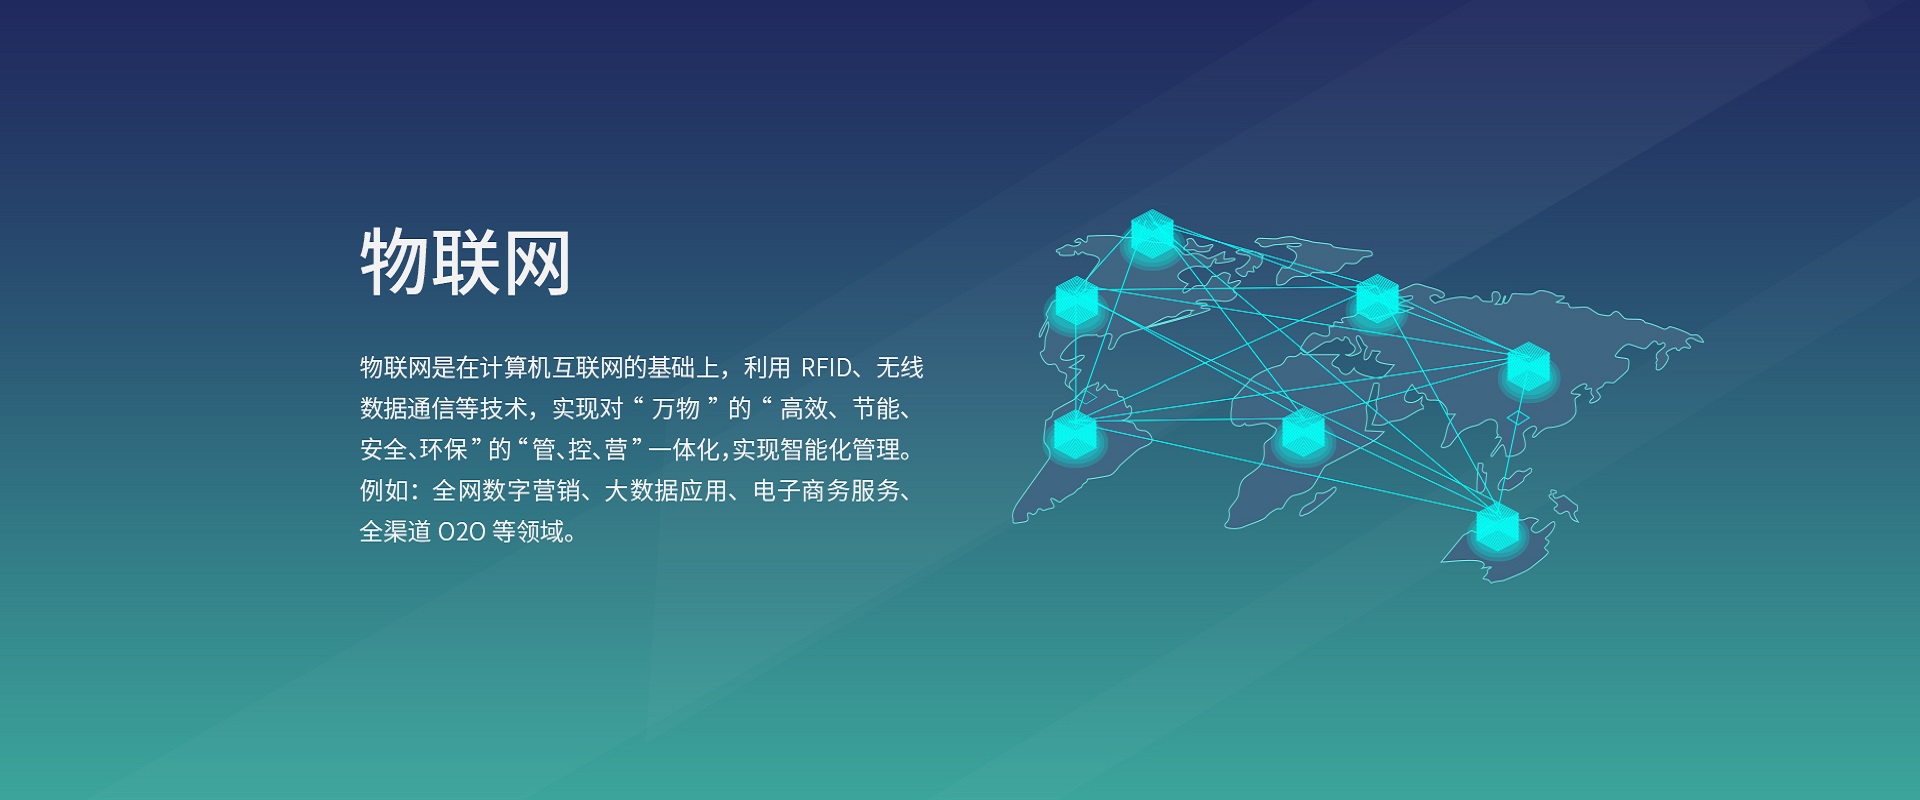 物联网
物联网是在计算机互联网的基础上，利用 RFID、无线
数据通信等技术，实现对 “ 万物 ” 的 “ 高效、节能、
安全、环保 ” 的 “ 管、控、营 ” 一体化，实现智能化管理。
例如：全网数字营销、大数据应用、电子商务服务、
全渠道 O2O 等领域。